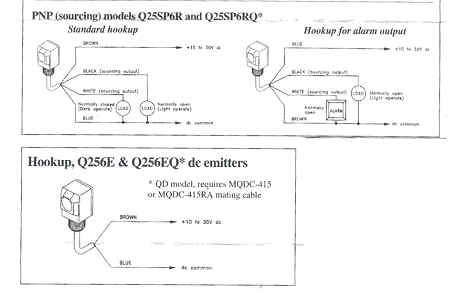 PNP (sourcing) models Q25SP6R and Q25SP6RQ*
Standard hookup
BROWN
+10 to 30V dc
BLACK (sourcing output)
WHITE (sourcing output)
Normally closed
(Dark operate)
LOAD
LOAD
Normally open
(Light operate)
BLUE
dc common
Hookup for alarm output
BLUE
+10 to 30V dc
BLACK (sourcing output)
WHITE (sourcing output)
LOAD
Normally open
(Light operate)
Normally
open
ALARM
BROWN
dc common
Hookup, Q256E & Q256EQ* dc emitters
* QD model, requires MQDC-415
or MQDC-415RA mating cable
BROWN
+10 to 30V dc
BLUE
dc common